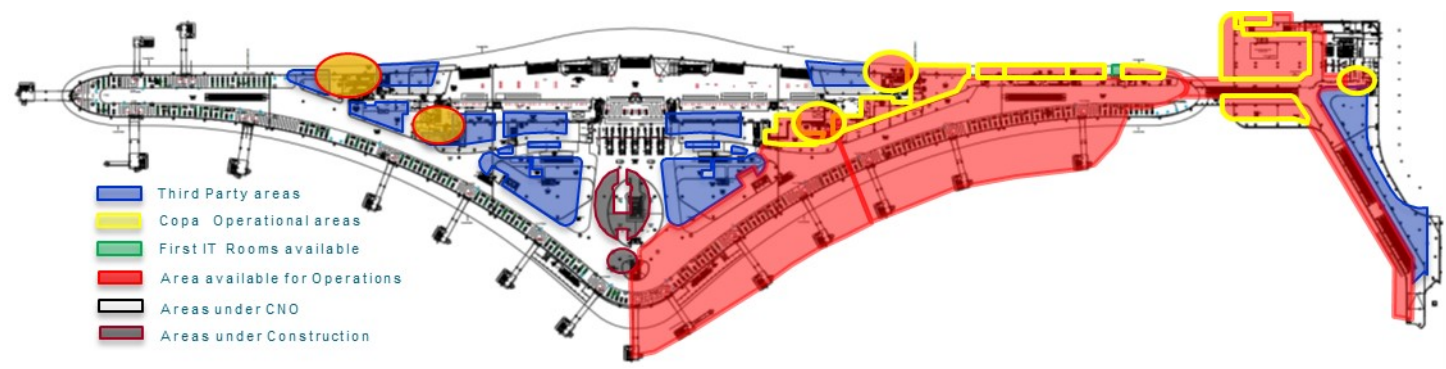 Third Party areas
Copa Operational areas
First IT Rooms available
Area available for Operations
Areas under CNO
Areas under Construction